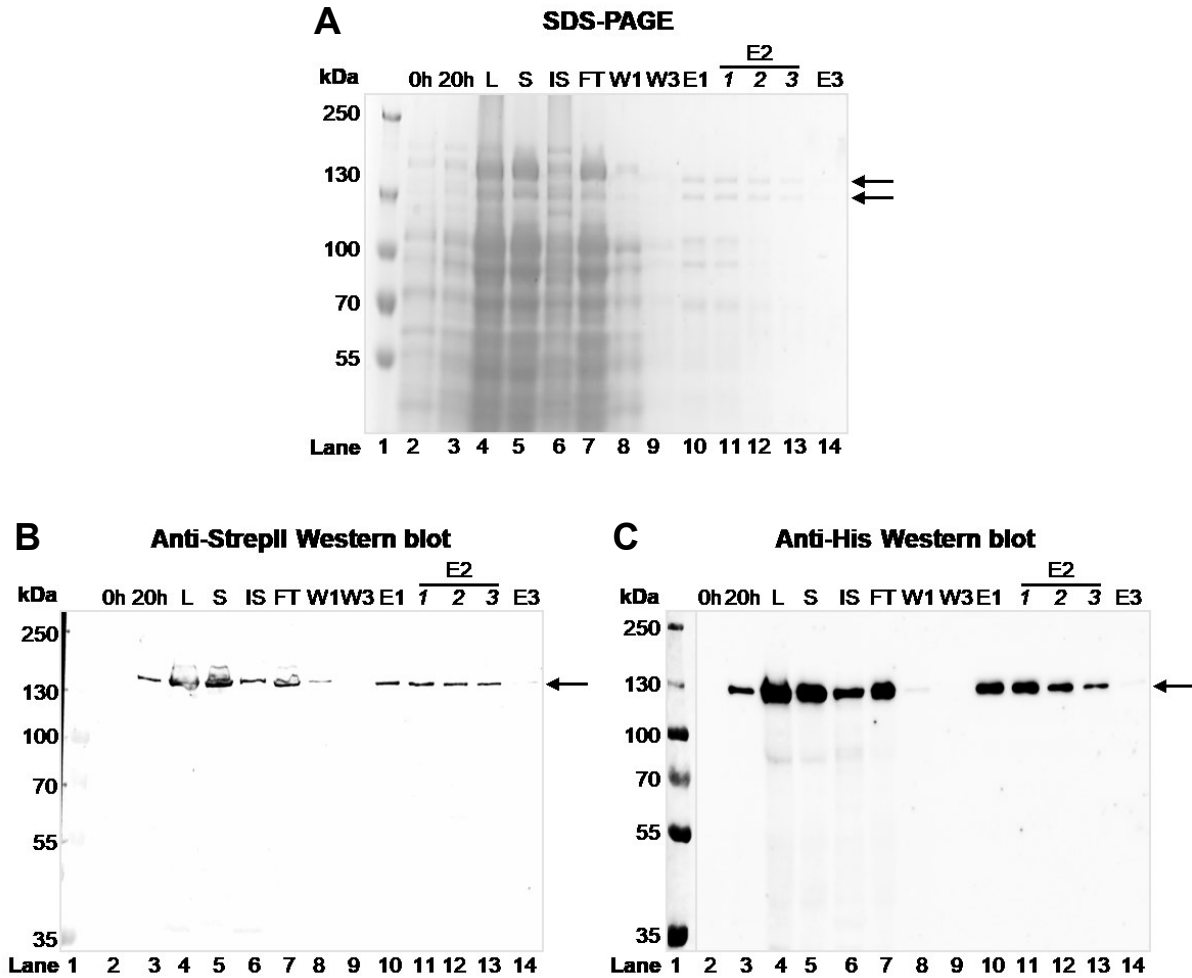 A SDS-PAGE
E2
kDa 0h 20h L S IS FT W1 W3 E1 1 2 3 E3
250
130
100
70
55
Lane 1 2 3 4 5 6 7 8 9 10 11 12 13 14
B Anti-StrepII Western blot
E2
kDa 0h 20h L S IS FT W1 W3 E1 1 2 3 E3
250
130
100
70
55
35
Lane 1 2 3 4 5 6 7 8 9 10 11 12 13 14
C Anti-His Western blot
E2
kDa 0h 20h L S IS FT W1 W3 E1 1 2 3 E3
250
130
100
70
55
35
Lane 1 2 3 4 5 6 7 8 9 10 11 12 13 14